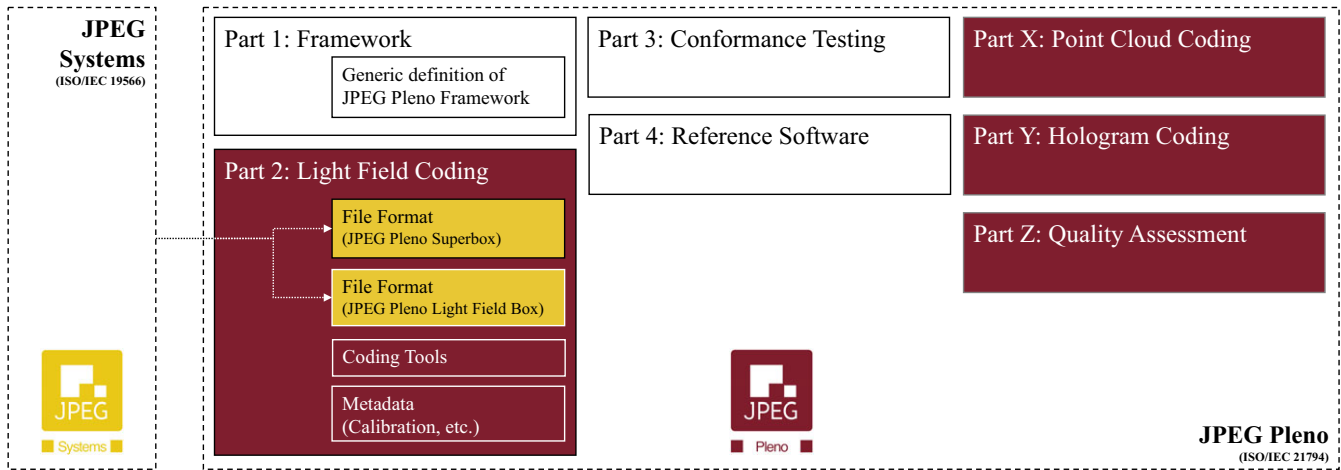 JPEG
Systems
(ISO/IEC 19566)
JPEG
Systems
Part 1: Framework
Generic definition of
JPEG Pleno Framework
Part 2: Light Field Coding
File Format
(JPEG Pleno Superbox)
File Format
(JPEG Pleno Light Field Box)
Coding Tools
Metadata
(Calibration, etc.)
Part 3: Conformance Testing
Part 4: Reference Software
JPEG
Pleno
Part X: Point Cloud Coding
Part Y: Hologram Coding
Part Z: Quality Assessment
JPEG Pleno
(ISO/IEC 21794)